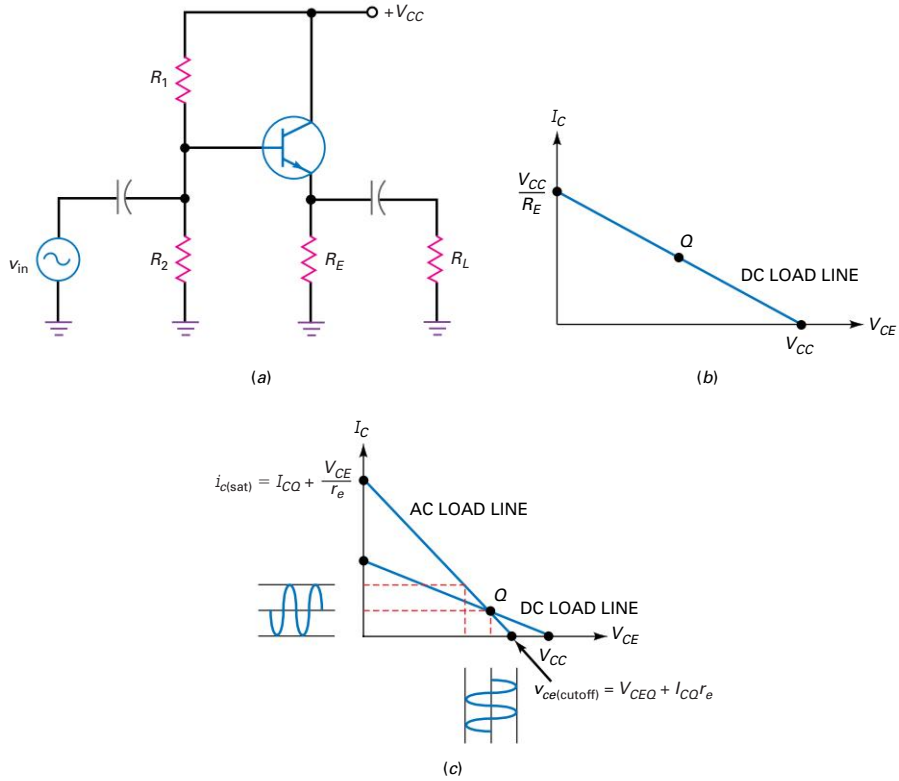 +V_CC
R_1
v_in
R_2
R_E
R_L
(a)
I_C
V_CC
R_E
Q
DC LOAD LINE
V_CE
V_CC
(b)
I_C
i_c(sat) = I_CQ + V_CE / r_e
AC LOAD LINE
Q
DC LOAD LINE
V_CE
V_CC
v_ce(cutoff) = V_CEQ + I_CQ r_e
(c)